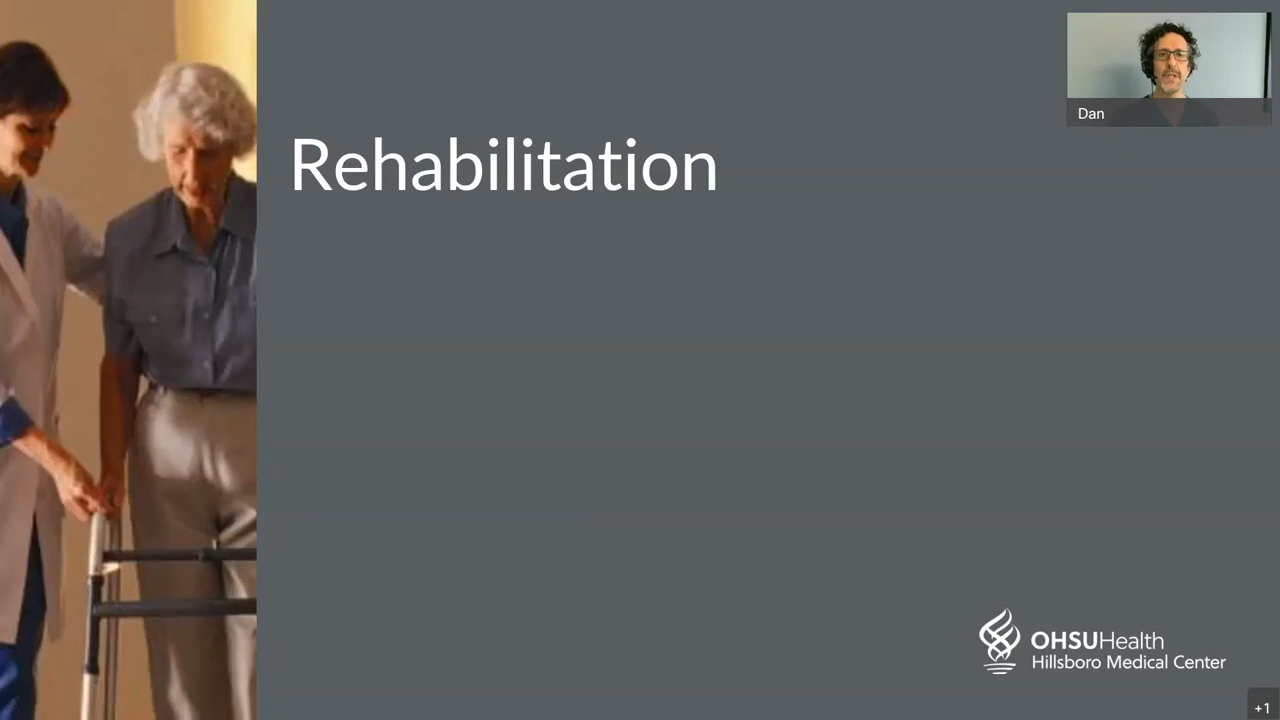 Dan
Rehabilitation
OHSUHealth
Hillsboro Medical Center
+1